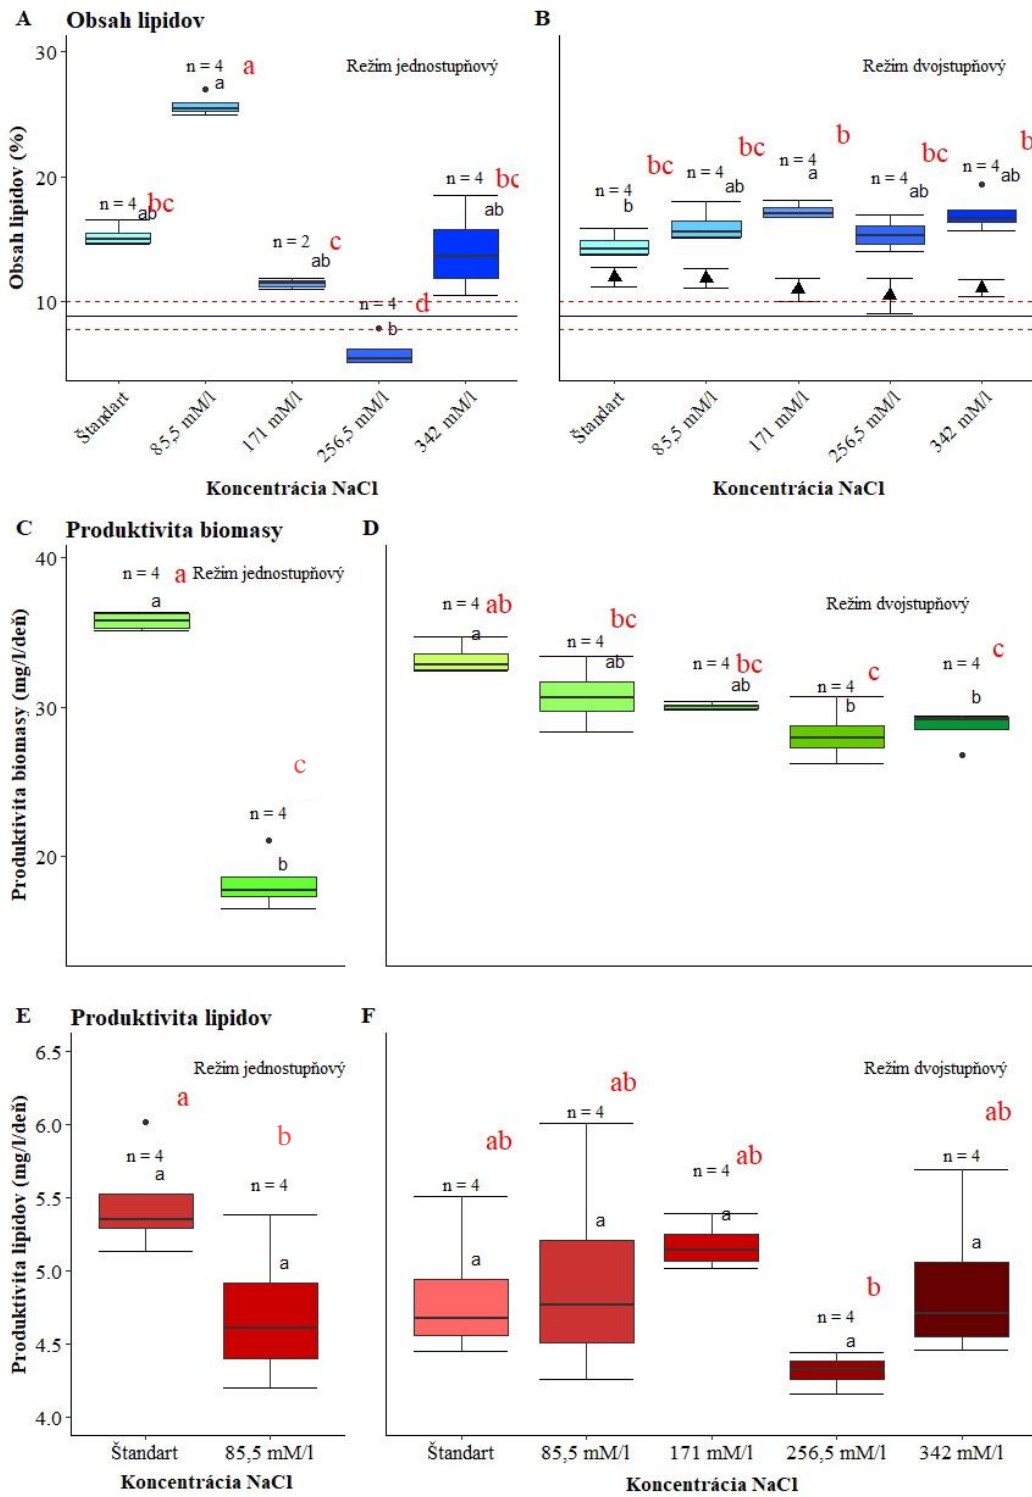 A Obsah lipidov
B
Obsah lipidov (%)
30
20
10
Režim jednostupňový
n = 4 bc
ab
n = 4 a
a
n = 2 c
ab
n = 4 d
b
n = 4 bc
ab
Štandart
85,5 mM/l
171 mM/l
256,5 mM/l
342 mM/l
Koncentrácia NaCl
Režim dvojstupňový
n = 4 bc
b
n = 4 bc
ab
n = 4 b
a
n = 4 bc
ab
n = 4 b
ab
Štandart
85,5 mM/l
171 mM/l
256,5 mM/l
342 mM/l
Koncentrácia NaCl
C Produktivita biomasy
D
Produktivita biomasy (mg/l/deň)
40
30
20
Režim jednostupňový
n = 4 a
a
c
n = 4
b
Režim dvojstupňový
n = 4 ab
a
bc
n = 4
ab
n = 4 bc
ab
c
n = 4
b
c
n = 4
b
E Produktivita lipidov
F
Produktivita lipidov (mg/l/deň)
6.5
6.0
5.5
5.0
4.5
4.0
Režim jednostupňový
a
n = 4
a
b
n = 4
a
Štandart
85,5 mM/l
Koncentrácia NaCl
Režim dvojstupňový
ab
n = 4
a
ab
n = 4
a
ab
n = 4
a
b
n = 4
a
ab
n = 4
a
Štandart
85,5 mM/l
171 mM/l
256,5 mM/l
342 mM/l
Koncentrácia NaCl